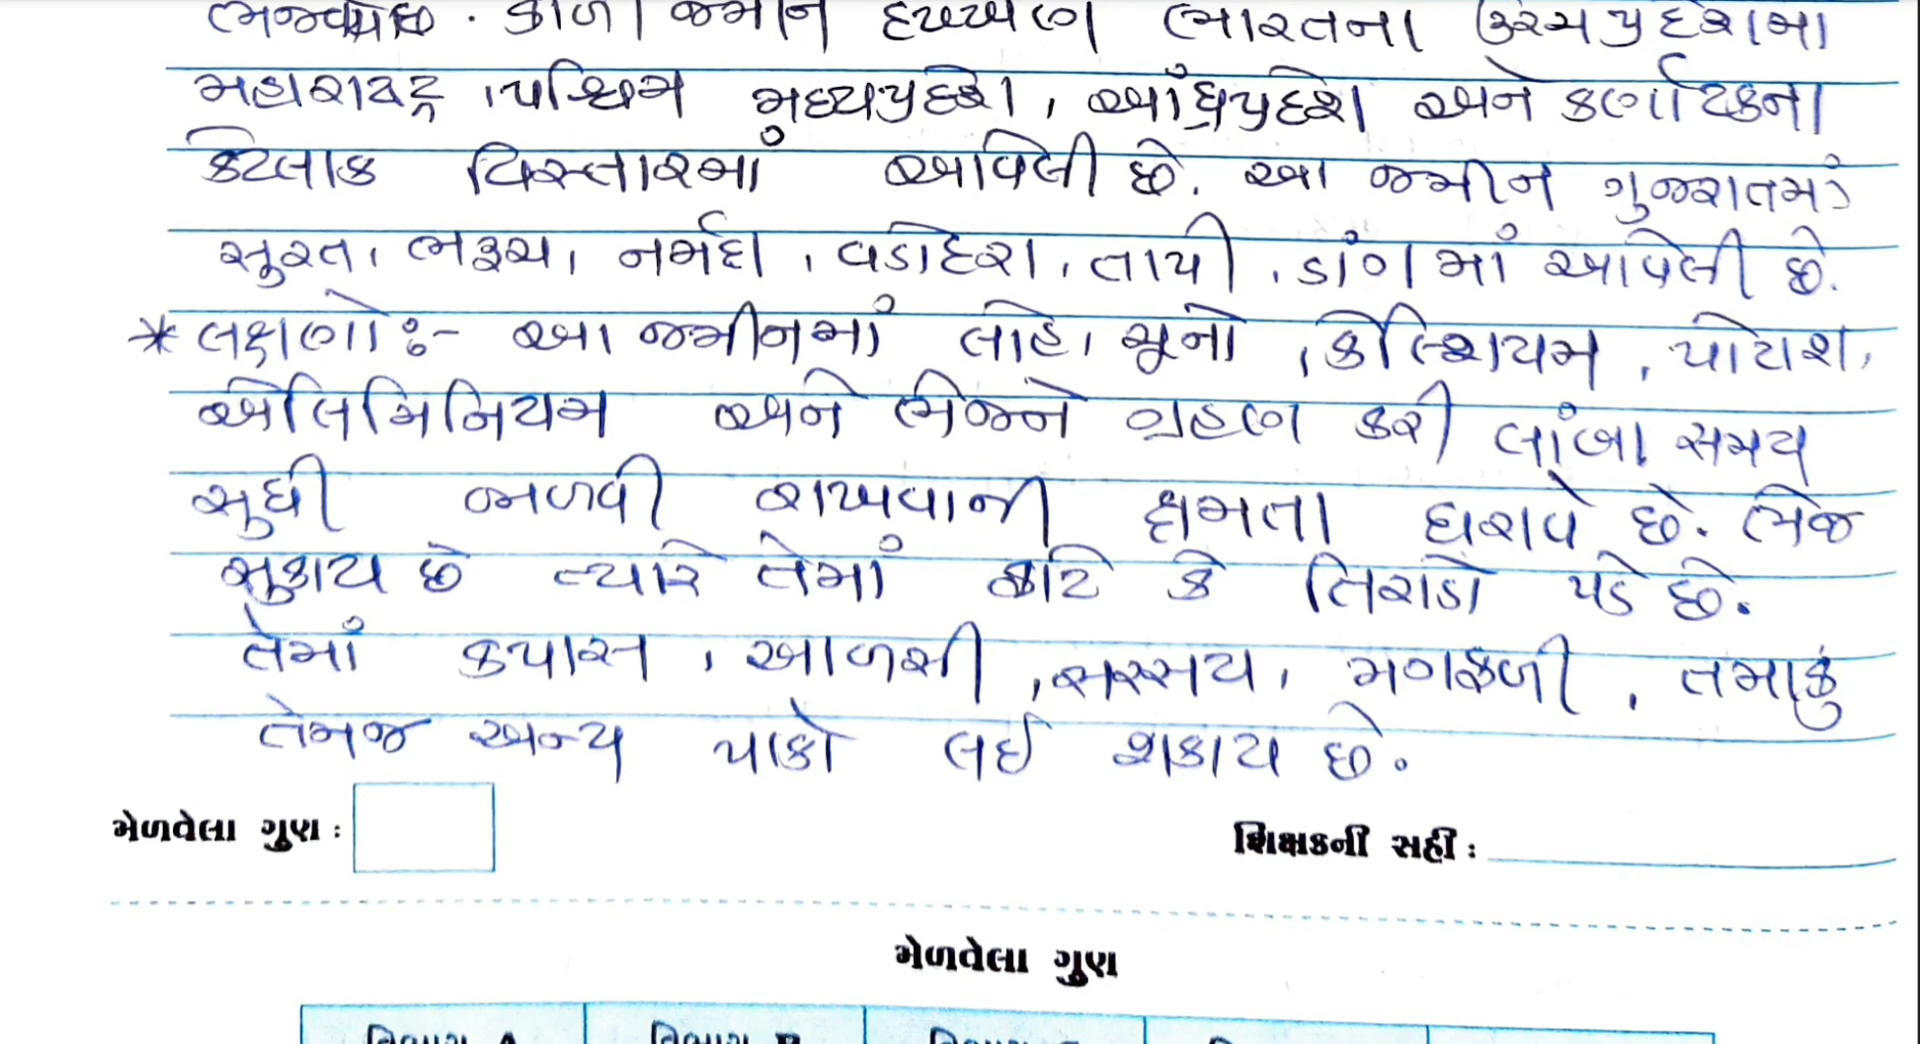 કાળી જમીન દખ્ખણ ભારતના ઉચ્ચપ્રદેશમાં
મહારાષ્ટ્ર, પશ્ચિમ મધ્યપ્રદેશ, આંધ્રપ્રદેશ અને કર્ણાટકના
કેટલાક વિસ્તારમાં આવેલી છે. આ જમીન ગુજરાતમાં
સુરત, ભરૂચ, નર્મદા, વડોદરા, તાપી, ડાંગમાં આવેલી છે.
* લક્ષણો :- આ જમીનમાં લોહ, ચૂનો, કેલ્શિયમ, પોટાશ,
એલિમિનિયમ અને ભેજને ગ્રહણ કરી લાંબા સમય
સુધી જાળવી રાખવાની ક્ષમતા ધરાવે છે. ભેજ
સુકાય છે ત્યારે તેમાં ફાટ કે તિરાડો પડે છે.
તેમાં કપાસ, આળસી, સરસવ, મગફળી, તમાકું
તેમજ અન્ય પાકો લઈ શકાય છે.
મેળવેલા ગુણ :
શિક્ષકની સહી :
મેળવેલા ગુણ
વિભાગ A વિભાગ B